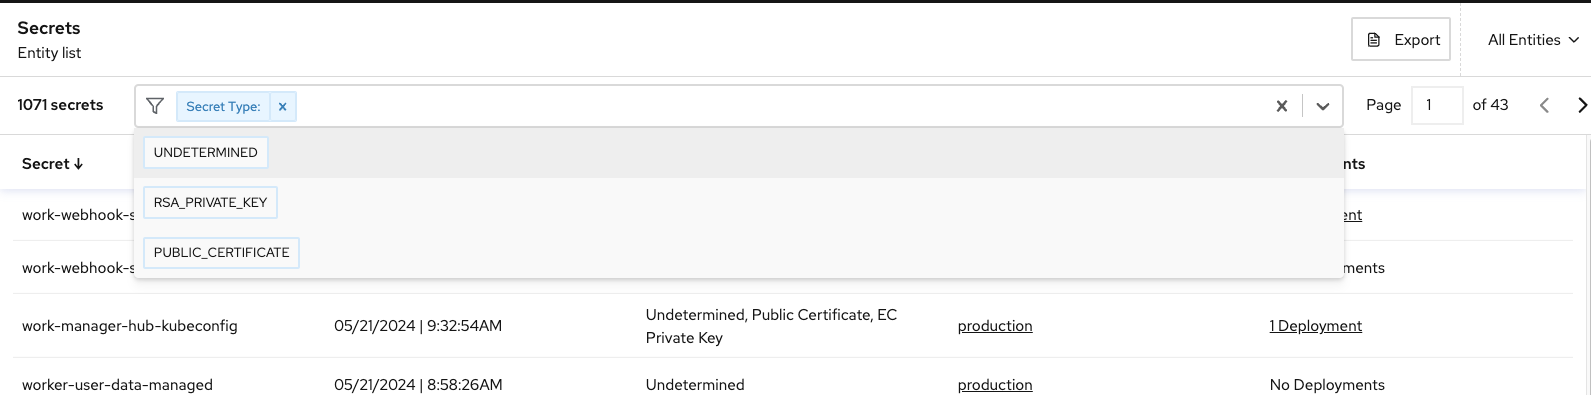 Secrets
Entity list
Export
All Entities
1071 secrets
Secret Type:
Page 1 of 43
UNDETERMINED
RSA_PRIVATE_KEY
PUBLIC_CERTIFICATE
Secret
nts
work-webhook-s
ent
work-webhook-s
ments
work-manager-hub-kubeconfig
05/21/2024 | 9:32:54AM
Undetermined, Public Certificate, EC
Private Key
production
1 Deployment
worker-user-data-managed
05/21/2024 | 8:58:26AM
Undetermined
production
No Deployments